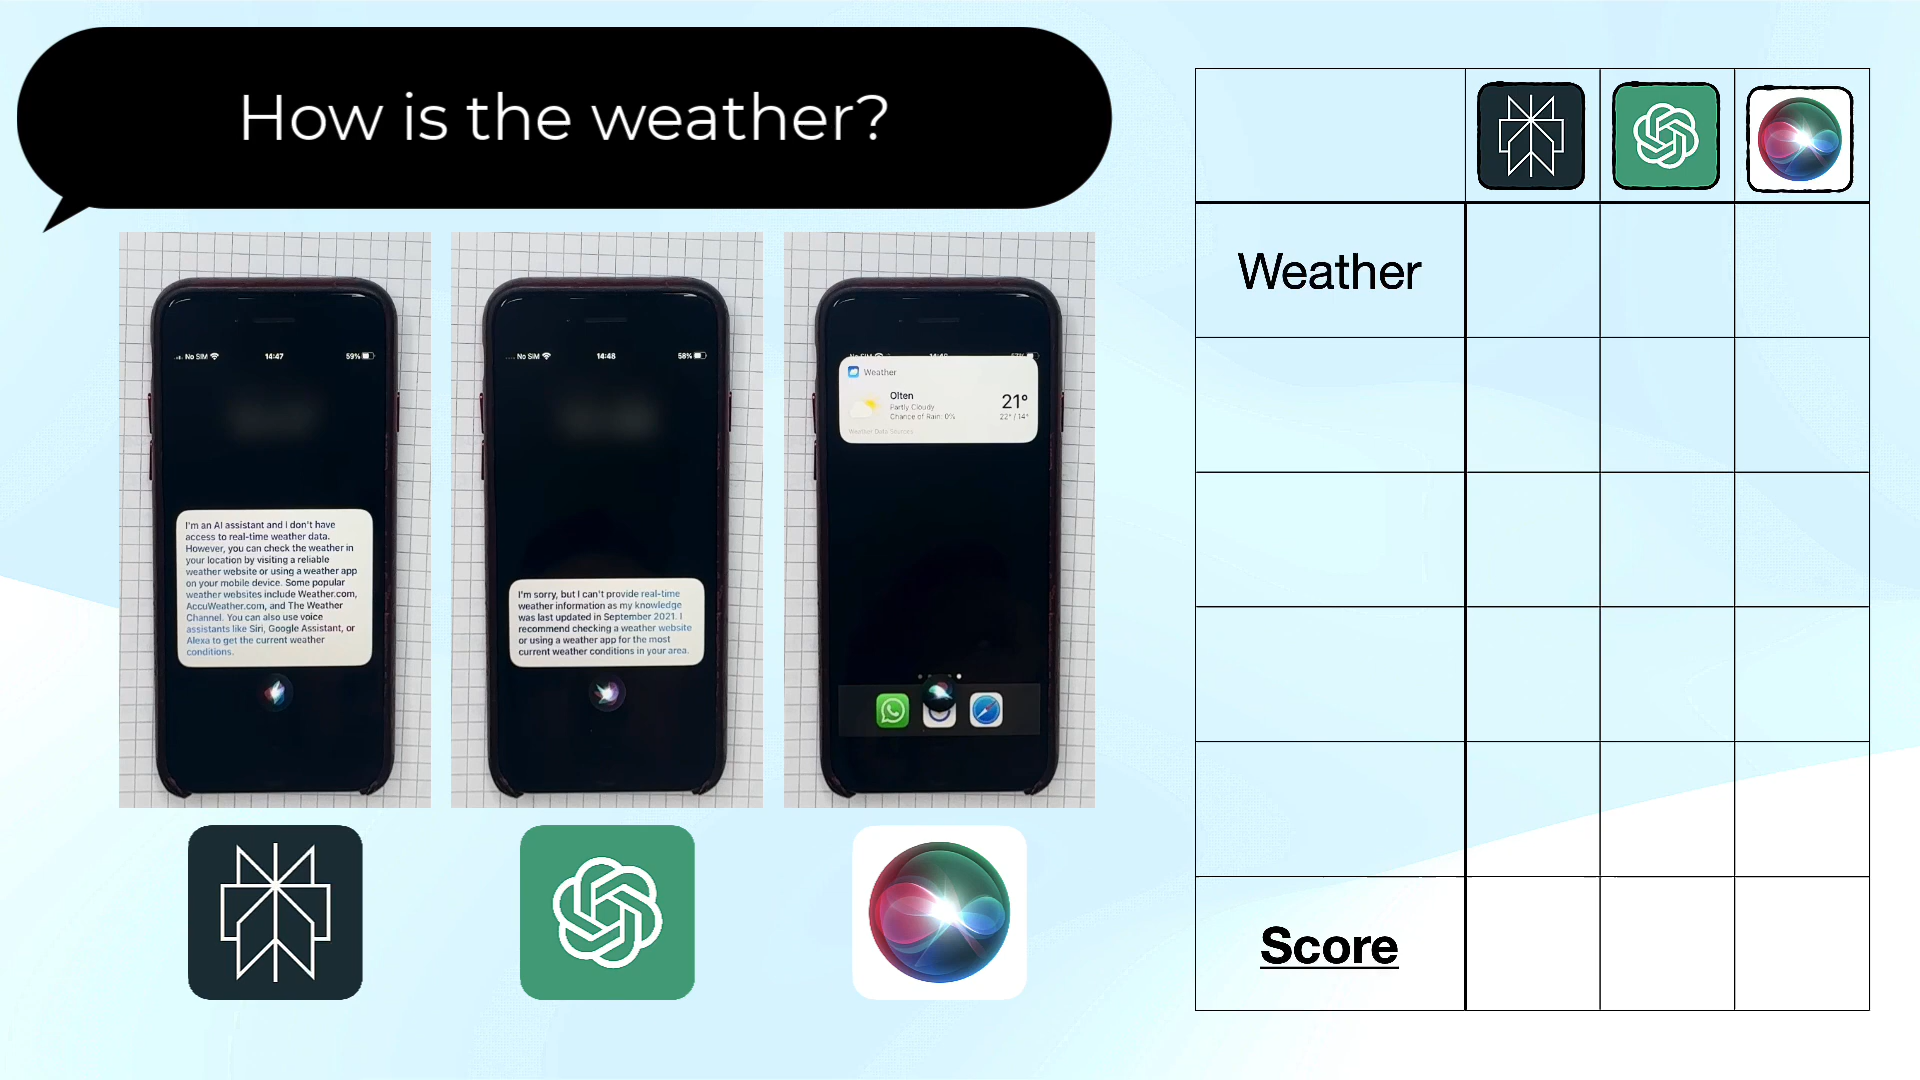 How is the weather?
Weather
Score
No SIM
14:47
59%
I'm an AI assistant and I don't have
access to real-time weather data.
However, you can check the weather in
your location by visiting a reliable
weather website or using a weather app
on your mobile device. Some popular
weather websites include Weather.com,
AccuWeather.com, and The Weather
Channel. You can also use voice
assistants like Siri, Google Assistant, or
Alexa to get the current weather
conditions.
No SIM
14:48
58%
I'm sorry, but I can't provide real-time
weather information as my knowledge
was last updated in September 2021. I
recommend checking a weather website
or using a weather app for the most
current weather conditions in your area.
Weather
Olten
Partly Cloudy
Chance of Rain: 0%
21°
22° / 14°
Weather Data Sources